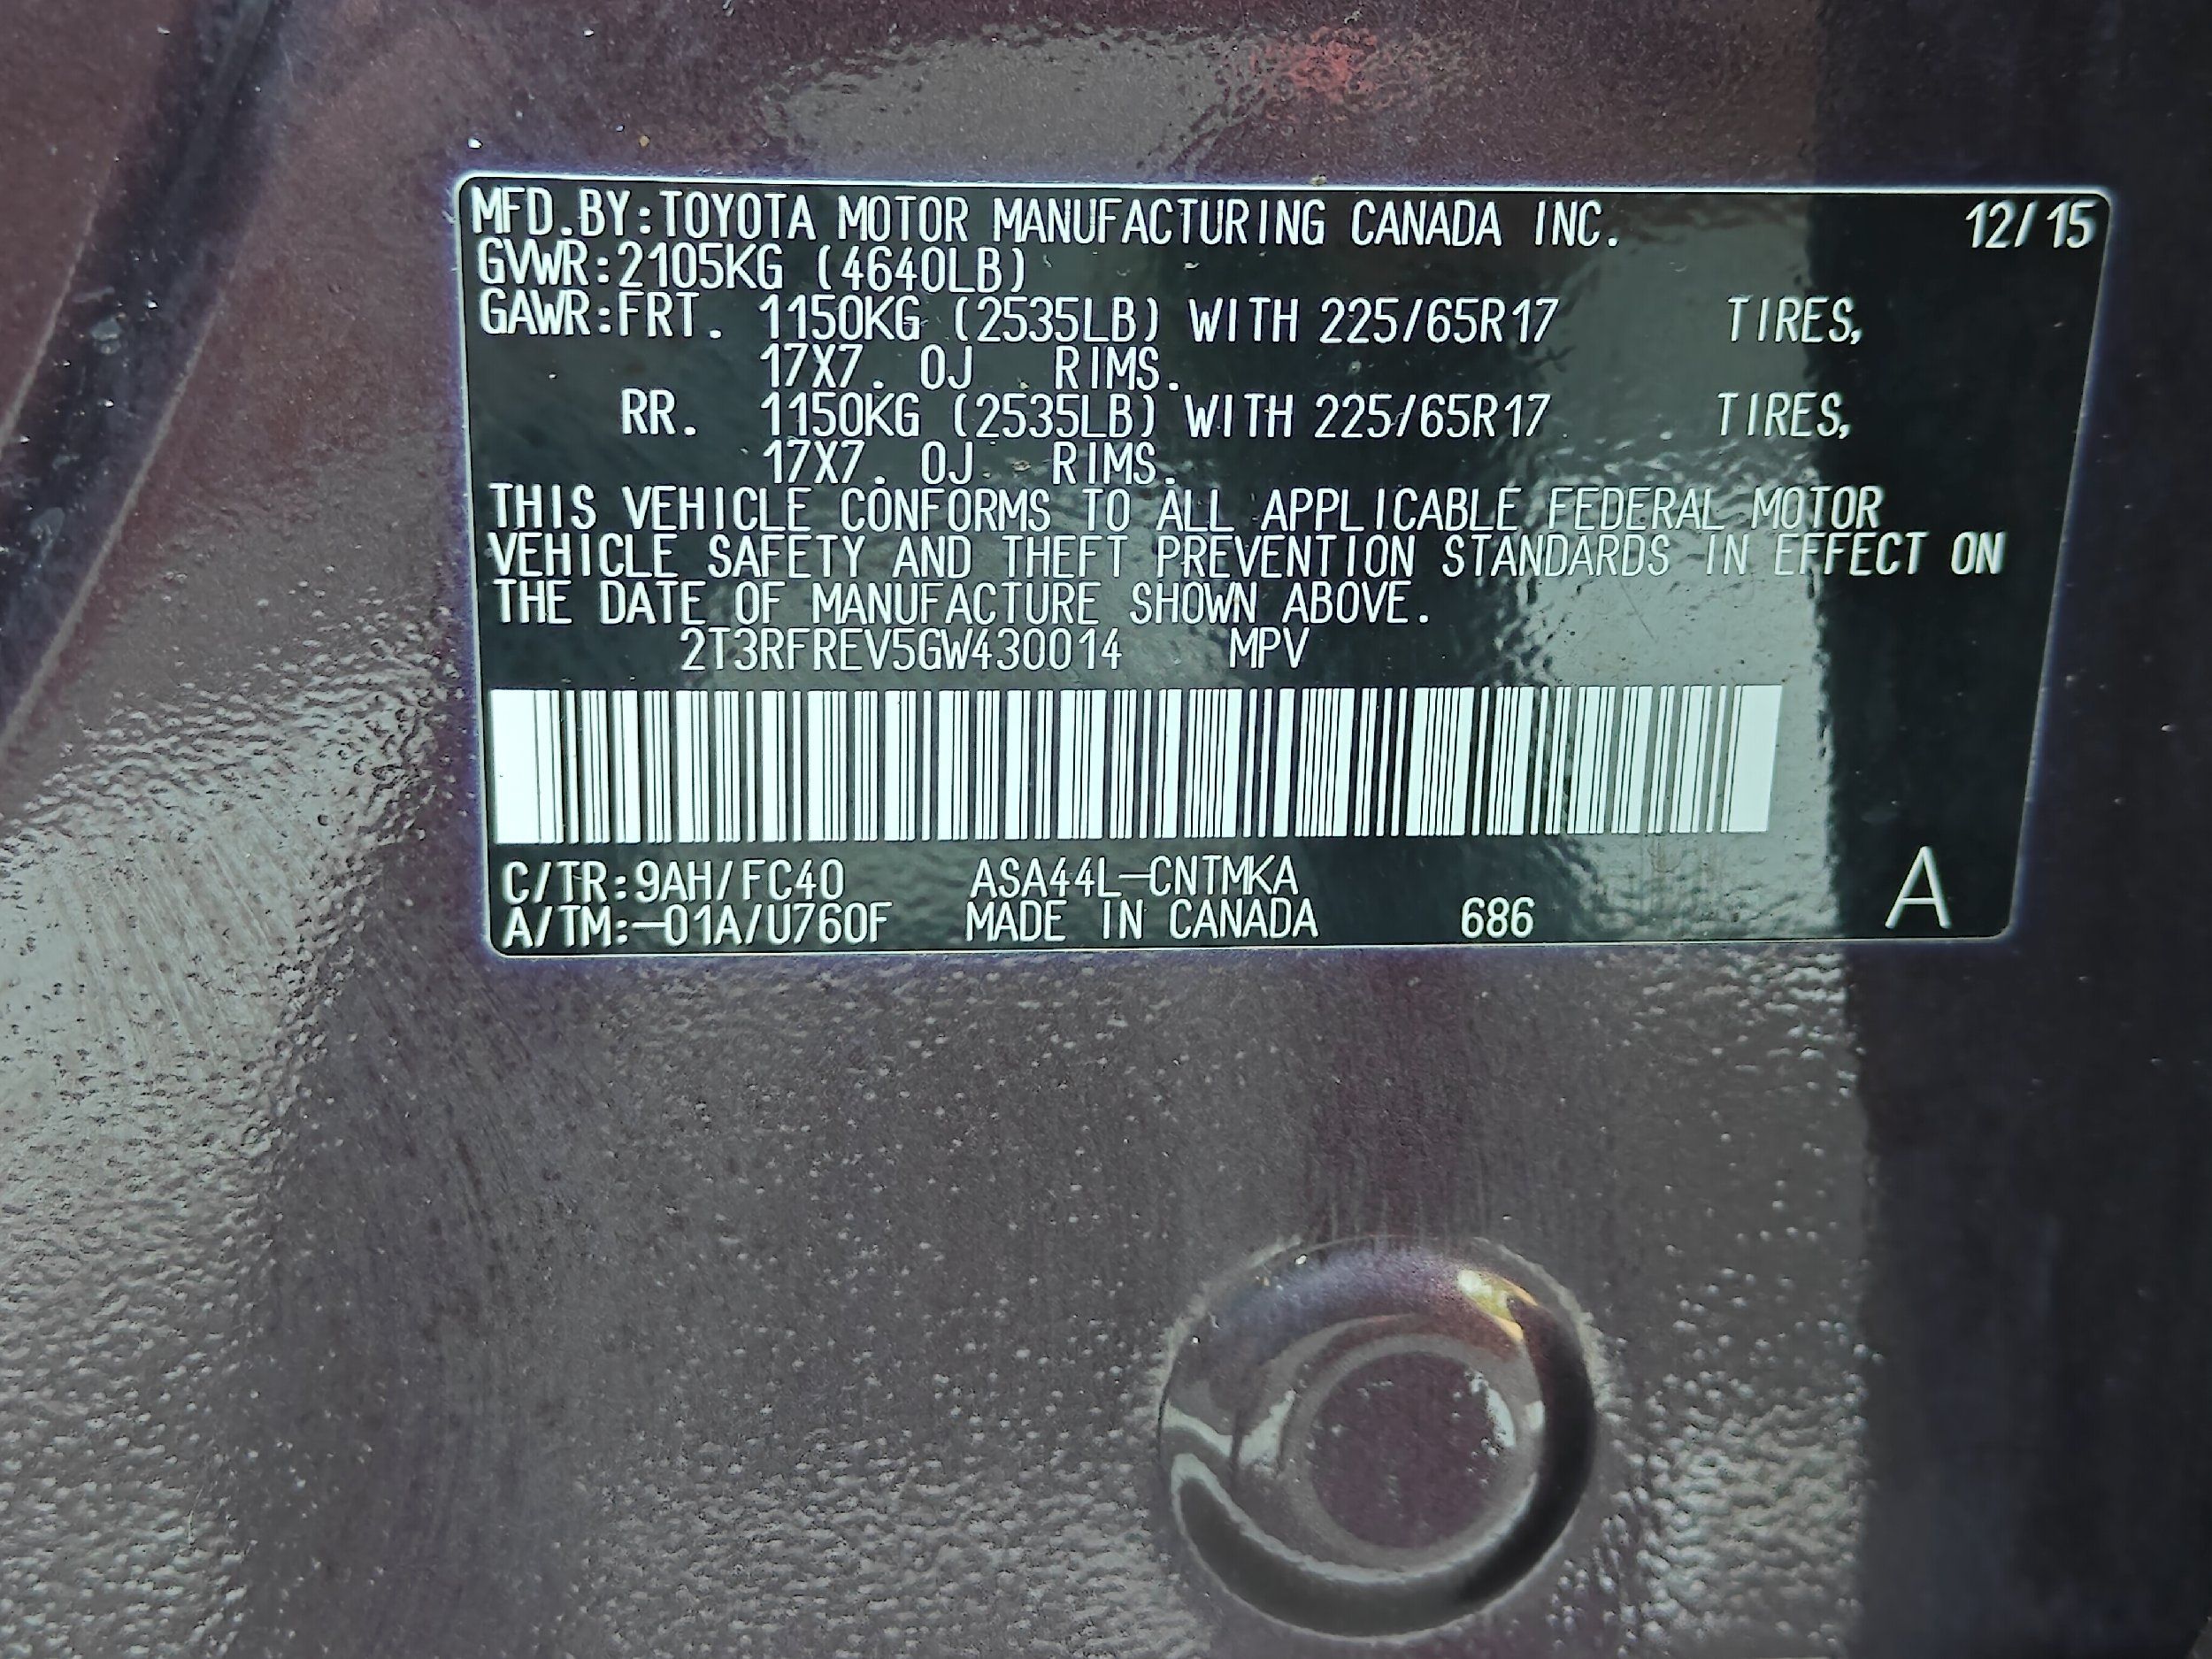 MFD.BY:TOYOTA MOTOR MANUFACTURING CANADA INC. 12/15
GVWR:2105KG (4640LB)
GAWR:FRT. 1150KG (2535LB) WITH 225/65R17 TIRES,
17X7. 0J RIMS.
RR. 1150KG (2535LB) WITH 225/65R17 TIRES,
17X7. 0J RIMS.
THIS VEHICLE CONFORMS TO ALL APPLICABLE FEDERAL MOTOR
VEHICLE SAFETY AND THEFT PREVENTION STANDARDS IN EFFECT ON
THE DATE OF MANUFACTURE SHOWN ABOVE.
2T3RFREV5GW430014 MPV
C/TR:9AH/FC40 ASA44L-CNTMKA A
A/TM:-01A/U760F MADE IN CANADA 686